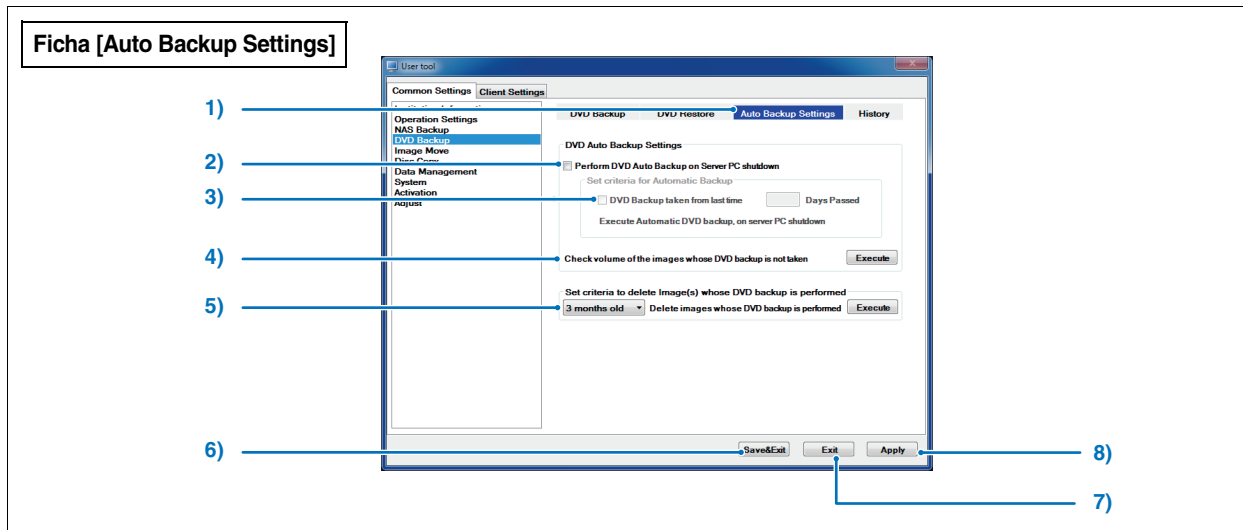 Ficha [Auto Backup Settings]
User tool
Common Settings Client Settings
1)
DVD Backup DVD Restore Auto Backup Settings History
Operation Settings
NAS Backup
DVD Backup
Image Move
Disc Copy
Data Management
System
Activation
Adjust
DVD Auto Backup Settings
2)
Perform DVD Auto Backup on Server PC shutdown
Set criteria for Automatic Backup
3)
DVD Backup taken from last time Days Passed
Execute Automatic DVD backup, on server PC shutdown
4)
Check volume of the images whose DVD backup is not taken Execute
Set criteria to delete Image(s) whose DVD backup is performed
5)
3 months old Delete images whose DVD backup is performed Execute
6)
Save&Exit Exit Apply
8)
7)